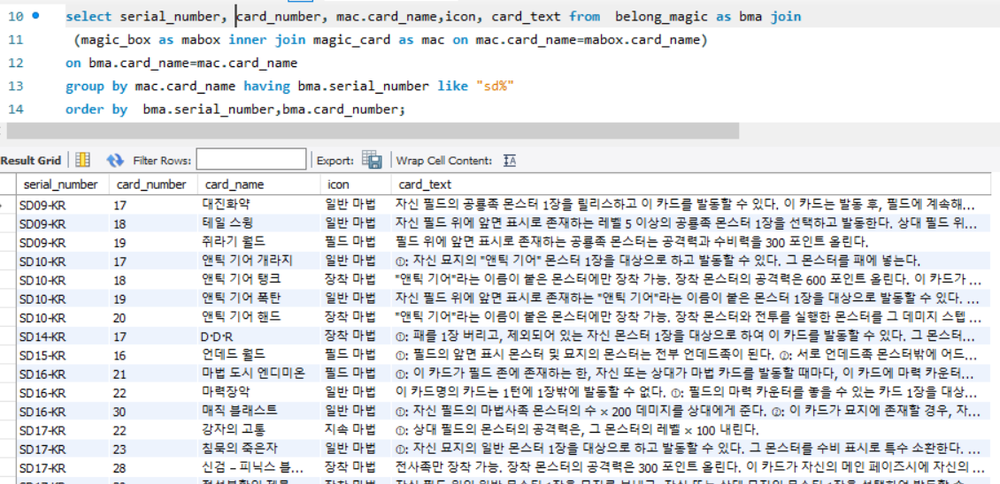 10 select serial_number, card_number, mac.card_name,icon, card_text from belong_magic as bma join
11 (magic_box as mabox inner join magic_card as mac on mac.card_name=mabox.card_name)
12 on bma.card_name=mac.card_name
13 group by mac.card_name having bma.serial_number like "sd%"
14 order by bma.serial_number,bma.card_number;
Result Grid Filter Rows: Export: Wrap Cell Content:
serial_number card_number card_name icon card_text
SD09-KR 17 대진화약 일반 마법 자신 필드의 공룡족 몬스터 1장을 릴리스하고 이 카드를 발동할 수 있다. 이 카드는 발동 후, 필드에 계속해...
SD09-KR 18 테일 스윙 일반 마법 자신 필드 위에 앞면 표시로 존재하는 레벨 5 이상의 공룡족 몬스터 1장을 선택하고 발동한다. 상대 필드 위...
SD09-KR 19 쥐라기 월드 필드 마법 필드 위에 앞면 표시로 존재하는 공룡족 몬스터는 공격력과 수비력을 300 포인트 올린다.
SD10-KR 17 앤틱 기어 개라지 일반 마법 ①: 자신 묘지의 "앤틱 기어" 몬스터 1장을 대상으로 하고 발동할 수 있다. 그 몬스터를 패에 넣는다.
SD10-KR 18 앤틱 기어 탱크 장착 마법 "앤틱 기어"라는 이름이 붙은 몬스터에만 장착 가능. 장착 몬스터의 공격력은 600 포인트 올린다. 이 카드가 ...
SD10-KR 19 앤틱 기어 폭탄 일반 마법 자신 필드 위에 앞면 표시로 존재하는 "앤틱 기어"라는 이름이 붙은 몬스터 1장을 대상으로 발동할 수 있다. ...
SD10-KR 20 앤틱 기어 핸드 장착 마법 "앤틱 기어"라는 이름이 붙은 몬스터에만 장착 가능. 장착 몬스터와 전투를 실행한 몬스터를 그 데미지 스텝 ...
SD14-KR 17 D·D·R 장착 마법 ①: 패를 1장 버리고, 제외되어 있는 자신 몬스터 1장을 대상으로 하여 이 카드를 발동할 수 있다. 그 몬스터...
SD15-KR 16 언데드 월드 필드 마법 ①: 필드의 앞면 표시 몬스터 및 묘지의 몬스터는 전부 언데드족이 된다. ②: 서로 언데드족 몬스터밖에 어드...
SD16-KR 21 마법 도시 엔디미온 필드 마법 ①: 이 카드가 필드 존에 존재하는 한, 자신 또는 상대가 마법 카드를 발동할 때마다, 이 카드에 마력 카운터...
SD16-KR 22 마력장악 일반 마법 이 카드명의 카드는 1턴에 1장밖에 발동할 수 없다. ①: 필드의 마력 카운터를 놓을 수 있는 카드 1장을 대상...
SD16-KR 30 매직 블래스트 일반 마법 ①: 자신 필드의 마법사족 몬스터의 수 × 200 데미지를 상대에게 준다. ②: 이 카드가 묘지에 존재할 경우, 자...
SD17-KR 22 강자의 고통 지속 마법 ①: 상대 필드의 몬스터의 공격력은, 그 몬스터의 레벨 × 100 내린다.
SD17-KR 23 침묵의 죽은자 일반 마법 ①: 자신 묘지의 일반 몬스터 1장을 대상으로 하고 발동할 수 있다. 그 몬스터를 수비 표시로 특수 소환한다. ...
SD17-KR 28 신검 – 피닉스 블... 장착 마법 전사족만 장착 가능. 장착 몬스터의 공격력은 300 포인트 올린다. 이 카드가 자신의 메인 페이즈시에 자신의 ...